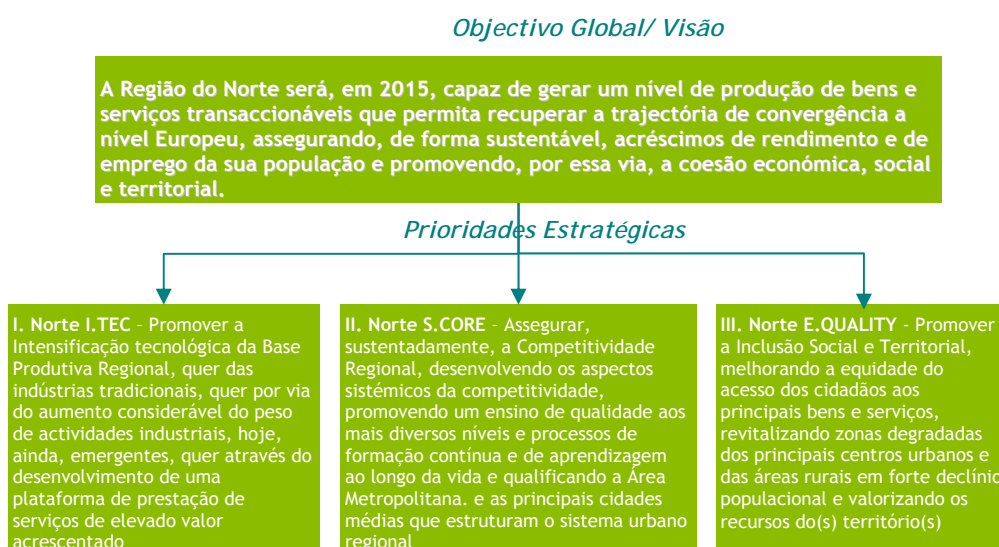 Objectivo Global/ Visão
A Região do Norte será, em 2015, capaz de gerar um nível de produção de bens e
serviços transaccionáveis que permita recuperar a trajectória de convergência a
nível Europeu, assegurando, de forma sustentável, acréscimos de rendimento e de
emprego da sua população e promovendo, por essa via, a coesão económica, social
e territorial.
Prioridades Estratégicas
I. Norte I.TEC – Promover a
Intensificação tecnológica da Base
Produtiva Regional, quer das
indústrias tradicionais, quer por via
do aumento considerável do peso
de actividades industriais, hoje,
ainda, emergentes, quer através do
desenvolvimento de uma
plataforma de prestação de
serviços de elevado valor
acrescentado
II. Norte S.CORE – Assegurar,
sustentadamente, a Competitividade
Regional, desenvolvendo os aspectos
sistémicos da competitividade,
promovendo um ensino de qualidade aos
mais diversos níveis e processos de
formação contínua e de aprendizagem
ao longo da vida e qualificando a Área
Metropolitana. e as principais cidades
médias que estruturam o sistema urbano
regional
III. Norte E.QUALITY - Promover
a Inclusão Social e Territorial,
melhorando a equidade do
acesso dos cidadãos aos
principais bens e serviços,
revitalizando zonas degradadas
dos principais centros urbanos e
das áreas rurais em forte declínio
populacional e valorizando os
recursos do(s) território(s)